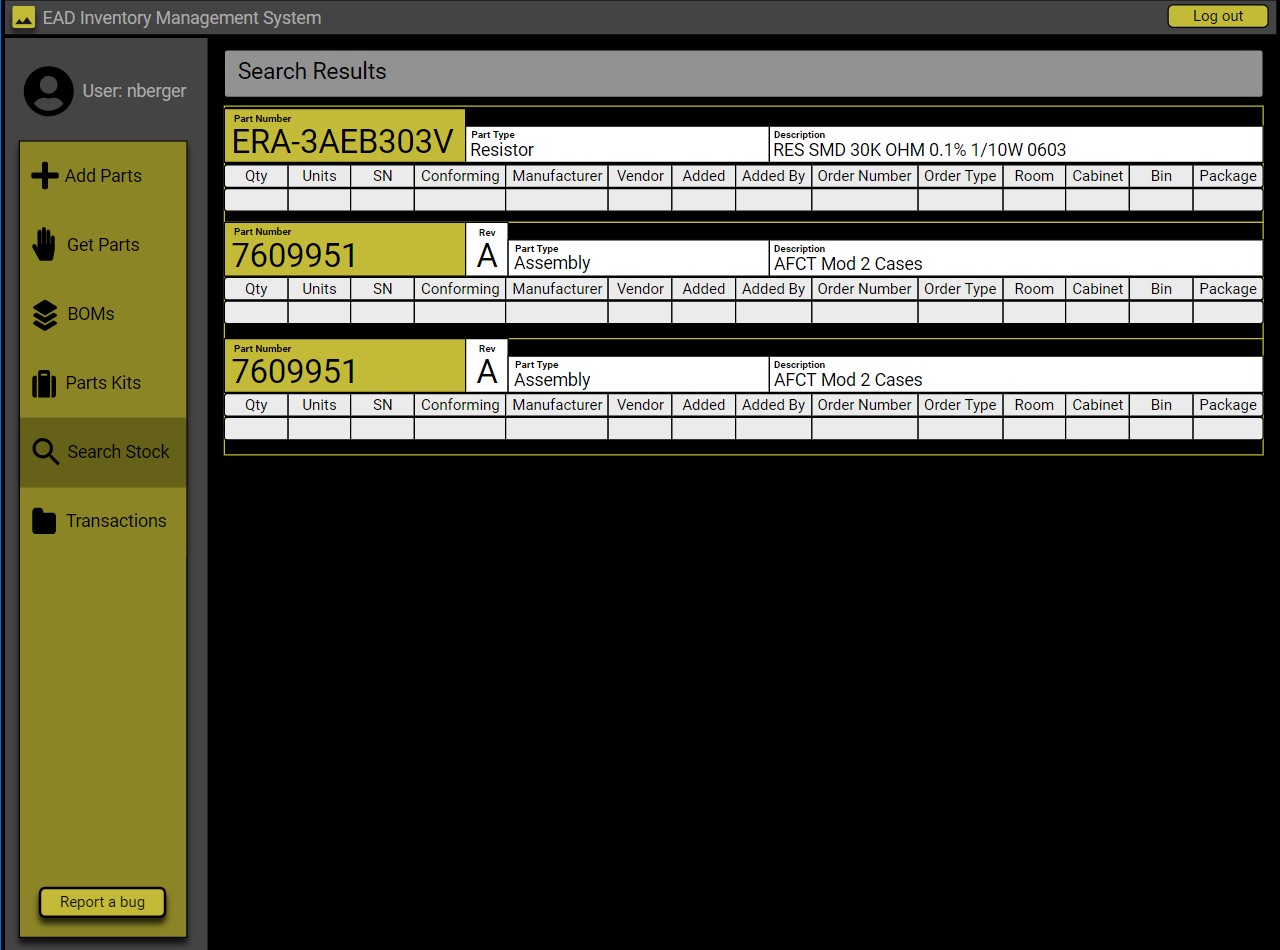 EAD Inventory Management System
Log out
User: nberger
Add Parts
Get Parts
BOMs
Parts Kits
Search Stock
Transactions
Report a bug
Search Results
Part Number
ERA-3AEB303V
Part Type
Resistor
Description
RES SMD 30K OHM 0.1% 1/10W 0603
Qty Units SN Conforming Manufacturer Vendor Added Added By Order Number Order Type Room Cabinet Bin Package
Part Number
7609951
Rev
A
Part Type
Assembly
Description
AFCT Mod 2 Cases
Qty Units SN Conforming Manufacturer Vendor Added Added By Order Number Order Type Room Cabinet Bin Package
Part Number
7609951
Rev
A
Part Type
Assembly
Description
AFCT Mod 2 Cases
Qty Units SN Conforming Manufacturer Vendor Added Added By Order Number Order Type Room Cabinet Bin Package